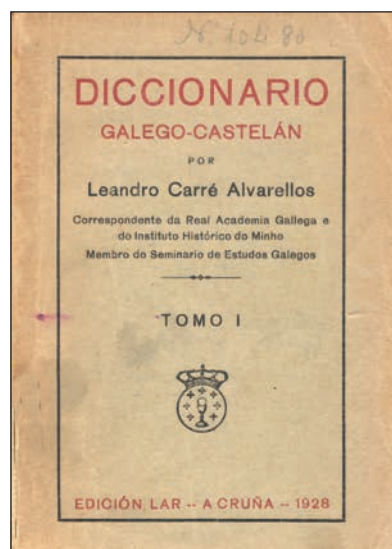 DICCIONARIO
GALEGO-CASTELÁN
POR
Leandro Carré Alvarellos
Correspondente da Real Academia Gallega e
do Instituto Histórico do Minho
Membro do Seminario de Estudos Galegos
TOMO I
EDICIÓN LAR -- A CRUÑA -- 1928